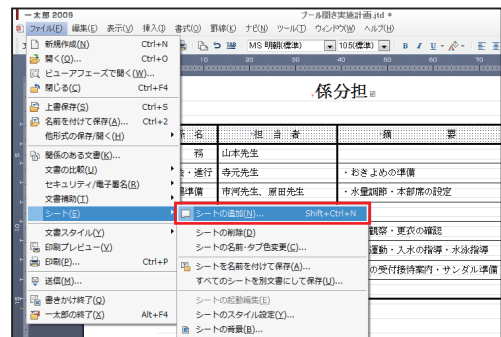 一太郎 2009
プール開き実施計画.jtd *
ファイル(F) 編集(E) 表示(V) 挿入(I) 書式(O) 罫線(K) ナビ(N) ツール(T) ウィンドウ(W) ヘルプ(H)
MS 明朝(標準) 10.5(標準) B I U
新規作成(N) Ctrl+N
開く(O)... Ctrl+O
ビューアフェーズで開く(W)...
閉じる(C) Ctrl+F4
上書保存(S) Ctrl+S
名前を付けて保存(A)... Ctrl+2
他形式の保存/開く(K)
関係のある文書(K)...
文書の比較(U)
セキュリティ/電子署名(R)
文書補助(T)
シート(E)
文書スタイル(Y)
印刷プレビュー(V)
印刷(P)... Ctrl+P
送信(M)...
書きかけ終了(Q)
一太郎の終了(X) Alt+F4
シートの追加(N)... Shift+Ctrl+N
シートの削除(D)
シートの名前・タブ色変更(C)...
シートを名前を付けて保存(A)...
すべてのシートを別文書にして保存(U)...
シートの起動編集(E)
シートのスタイル設定(Y)...
シートの背景(B)...
10 20 30 40 50 60 70
係分担
名 担 当 者 摘 要
務 山本先生
・進行 寺元先生 ・おきよめの準備
準備 市河先生、原田先生 ・水量調節・本部席の設定
観察・更衣の確認
運動・入水の指導・水泳指導
の受付接待案内・サンダル準備